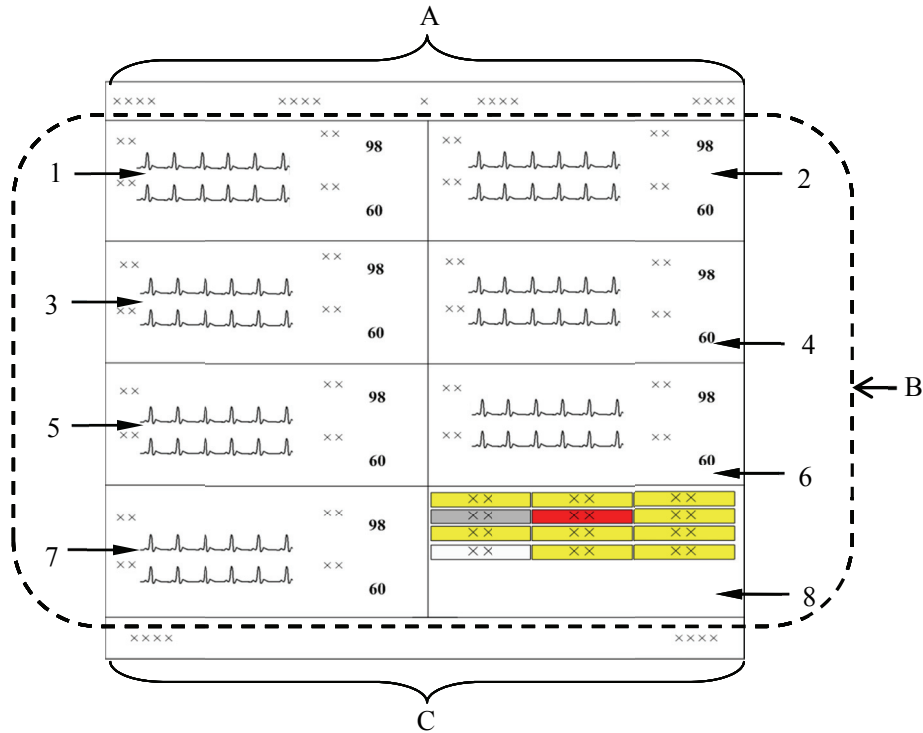 A
×××× ×××× × ×××× ××××
×× ×× 98 ×× ×× 98
1 2
×× ×× 60 ×× ×× 60
×× ×× 98 ×× ×× 98
3 4
×× ×× 60 ×× ×× 60
B
×× ×× 98 ×× ×× 98
5 6
×× ×× 60 ×× ×× 60
×× ×× ××
×× ×× 98 ×× ×× ××
×× ×× ××
7 ×× ×× ××
×× ×× 60
8
×××× ××××
C